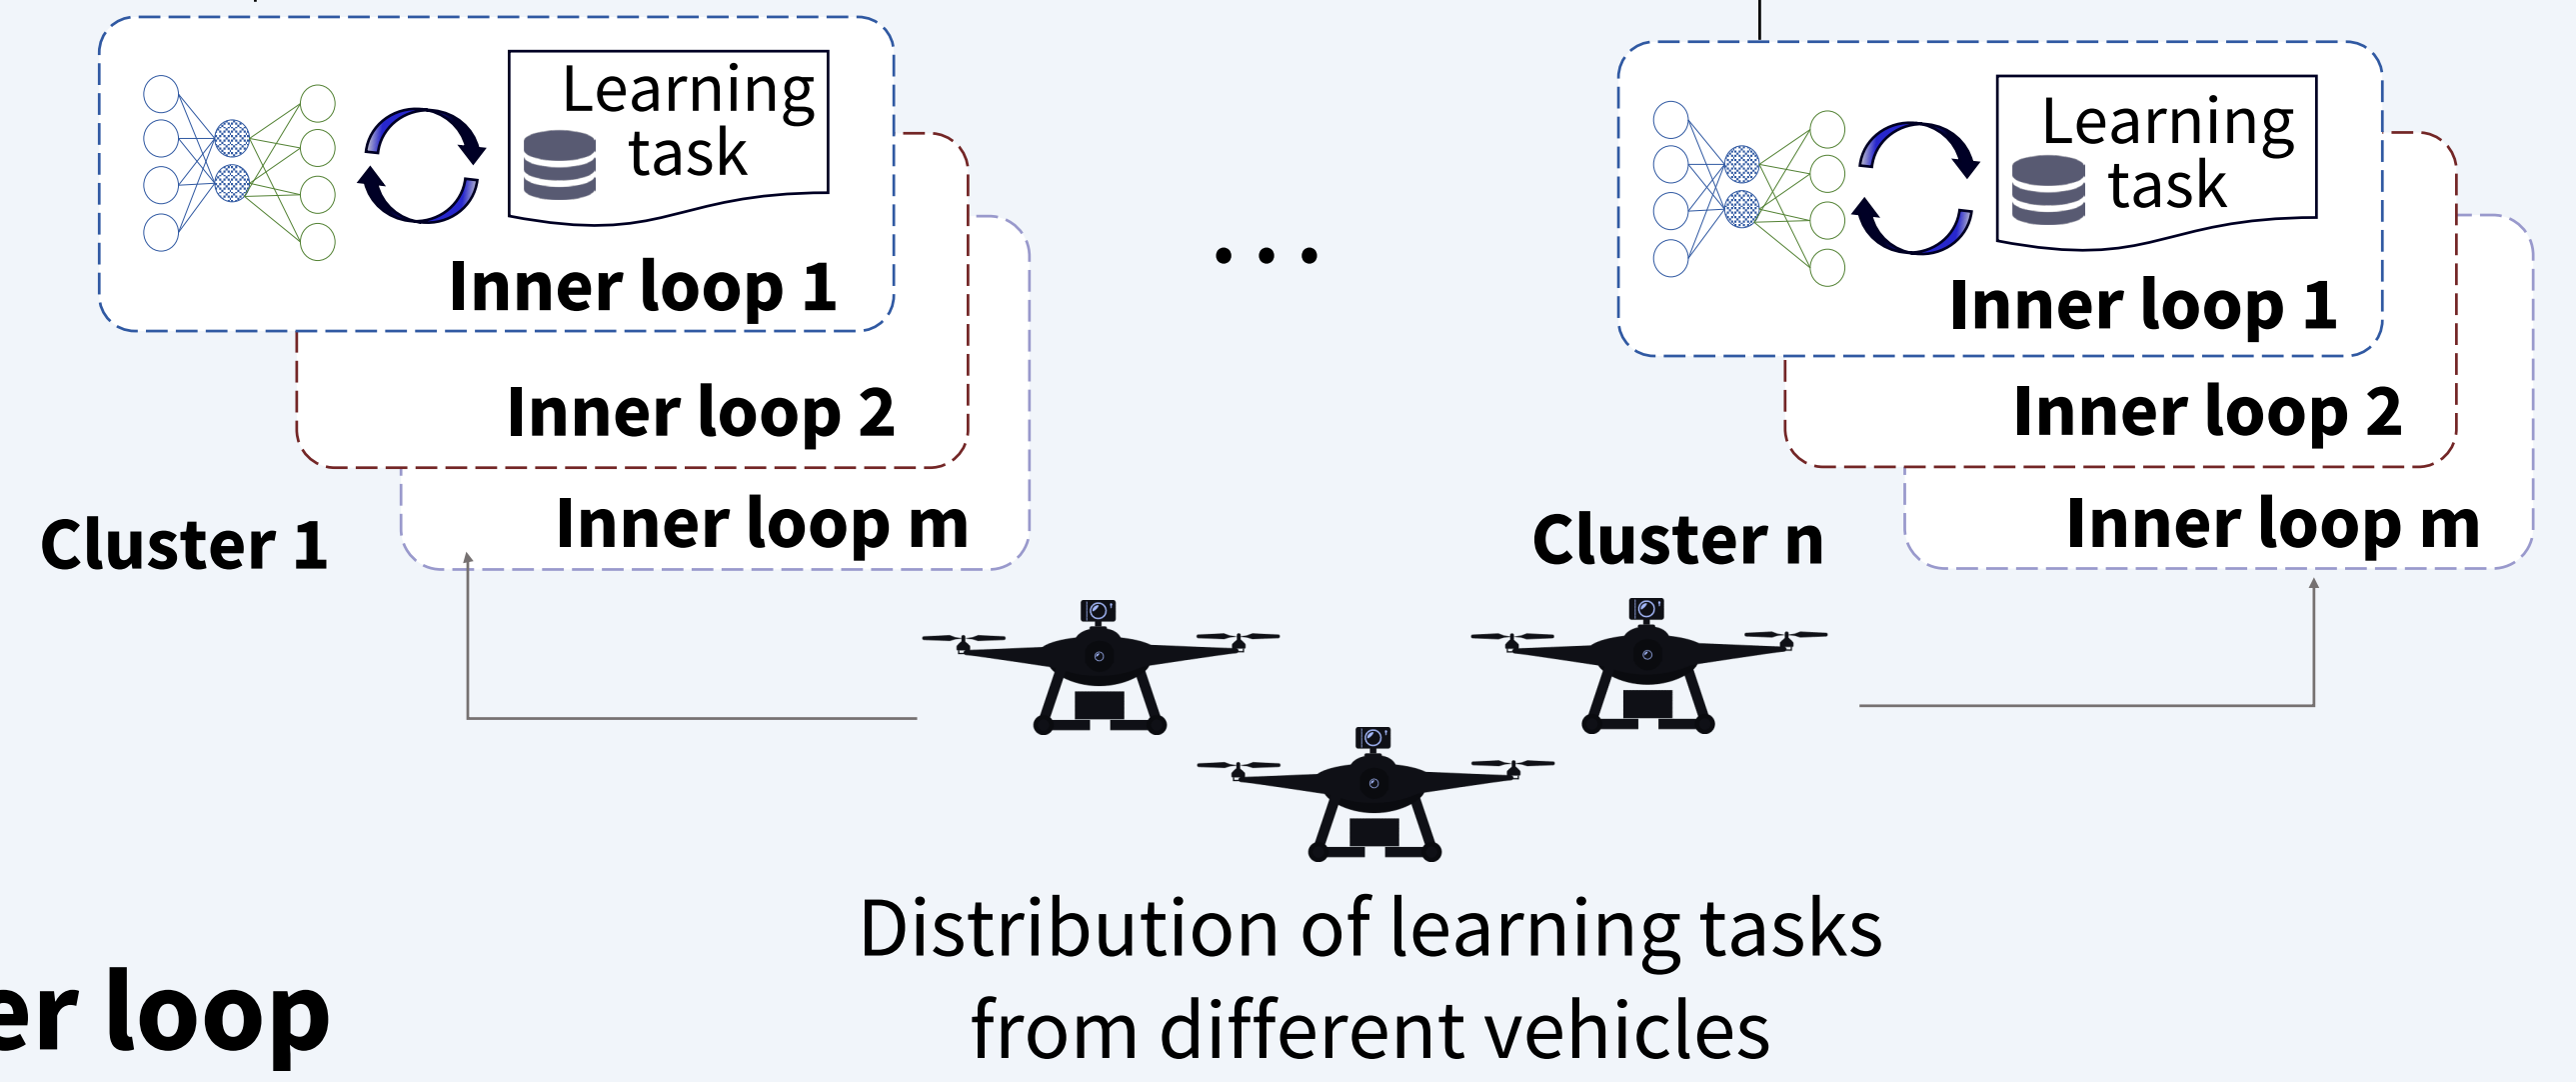 Learning
task
Inner loop 1
Inner loop 2
Inner loop m
Cluster 1
. . .
Learning
task
Inner loop 1
Inner loop 2
Inner loop m
Cluster n
Distribution of learning tasks
from different vehicles
er loop